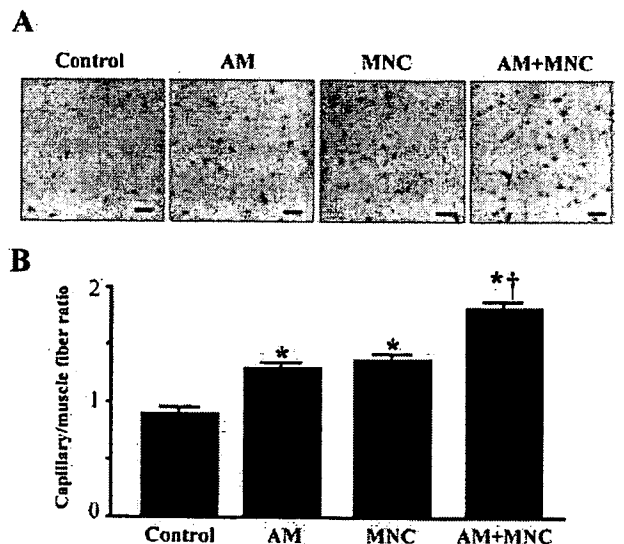 A
Control AM MNC AM+MNC
B
Capillary/muscle fiber ratio
2
1
0
*
*
*†
Control AM MNC AM+MNC